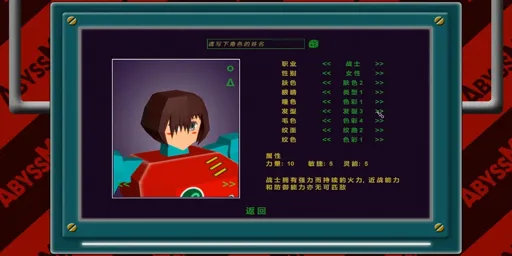 请写下角色的姓名
职业 << 战士 >>
性别 << 女性 >>
肤色 << 肤色2 >>
眼睛 << 类型1 >>
瞳色 << 色彩1 >>
发型 << 发型3 >>
毛色 << 色彩4 >>
纹面 << 纹面2 >>
纹色 << 色彩1 >>
属性
力量: 10 敏捷: 5 灵能: 5
战士拥有强力而持续的火力, 近战能力
和防御能力亦无可匹敌
<< >>
返回